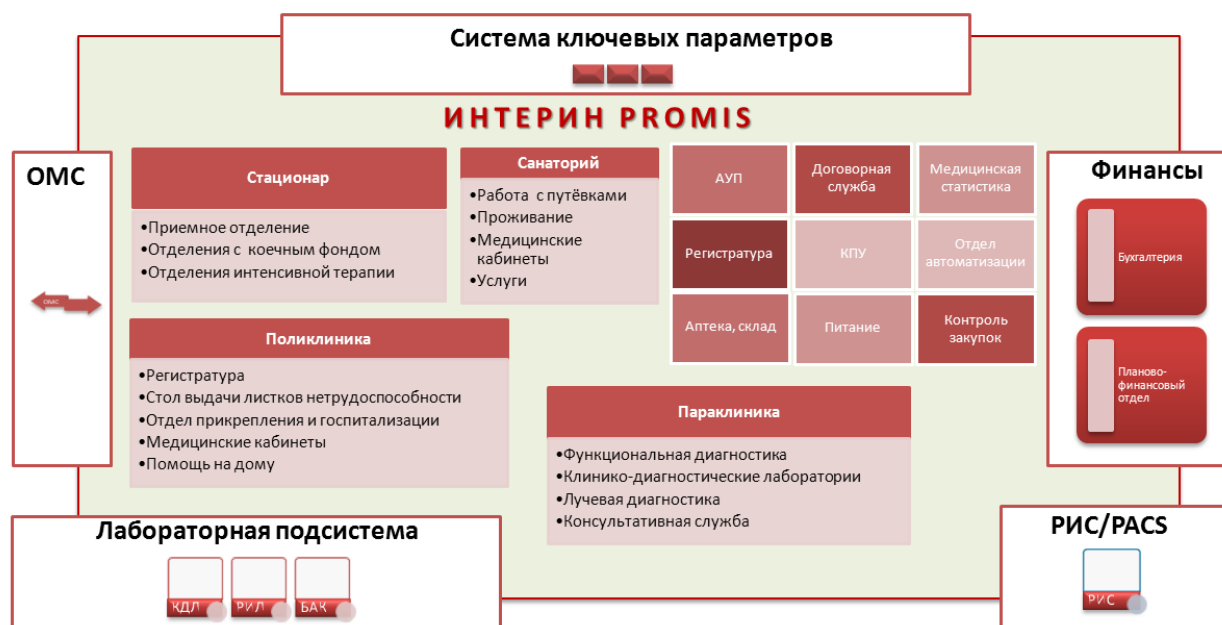 Система ключевых параметров
ИНТЕРИН PROMIS
ОМС
ОМС
Стационар
•Приемное отделение
•Отделения с коечным фондом
•Отделения интенсивной терапии
Санаторий
•Работа с путёвками
•Проживание
•Медицинские
кабинеты
•Услуги
АУП
Договорная
служба
Медицинская
статистика
Регистратура
КПУ
Отдел
автоматизации
Аптека, склад
Питание
Контроль
закупок
Финансы
Бухгалтерия
Планово-
финансовый
отдел
Поликлиника
•Регистратура
•Стол выдачи листков нетрудоспособности
•Отдел прикрепления и госпитализации
•Медицинские кабинеты
•Помощь на дому
Параклиника
•Функциональная диагностика
•Клинико-диагностические лаборатории
•Лучевая диагностика
•Консультативная служба
Лабораторная подсистема
КДЛ
РИЛ
БАК
РИС/PACS
РИС